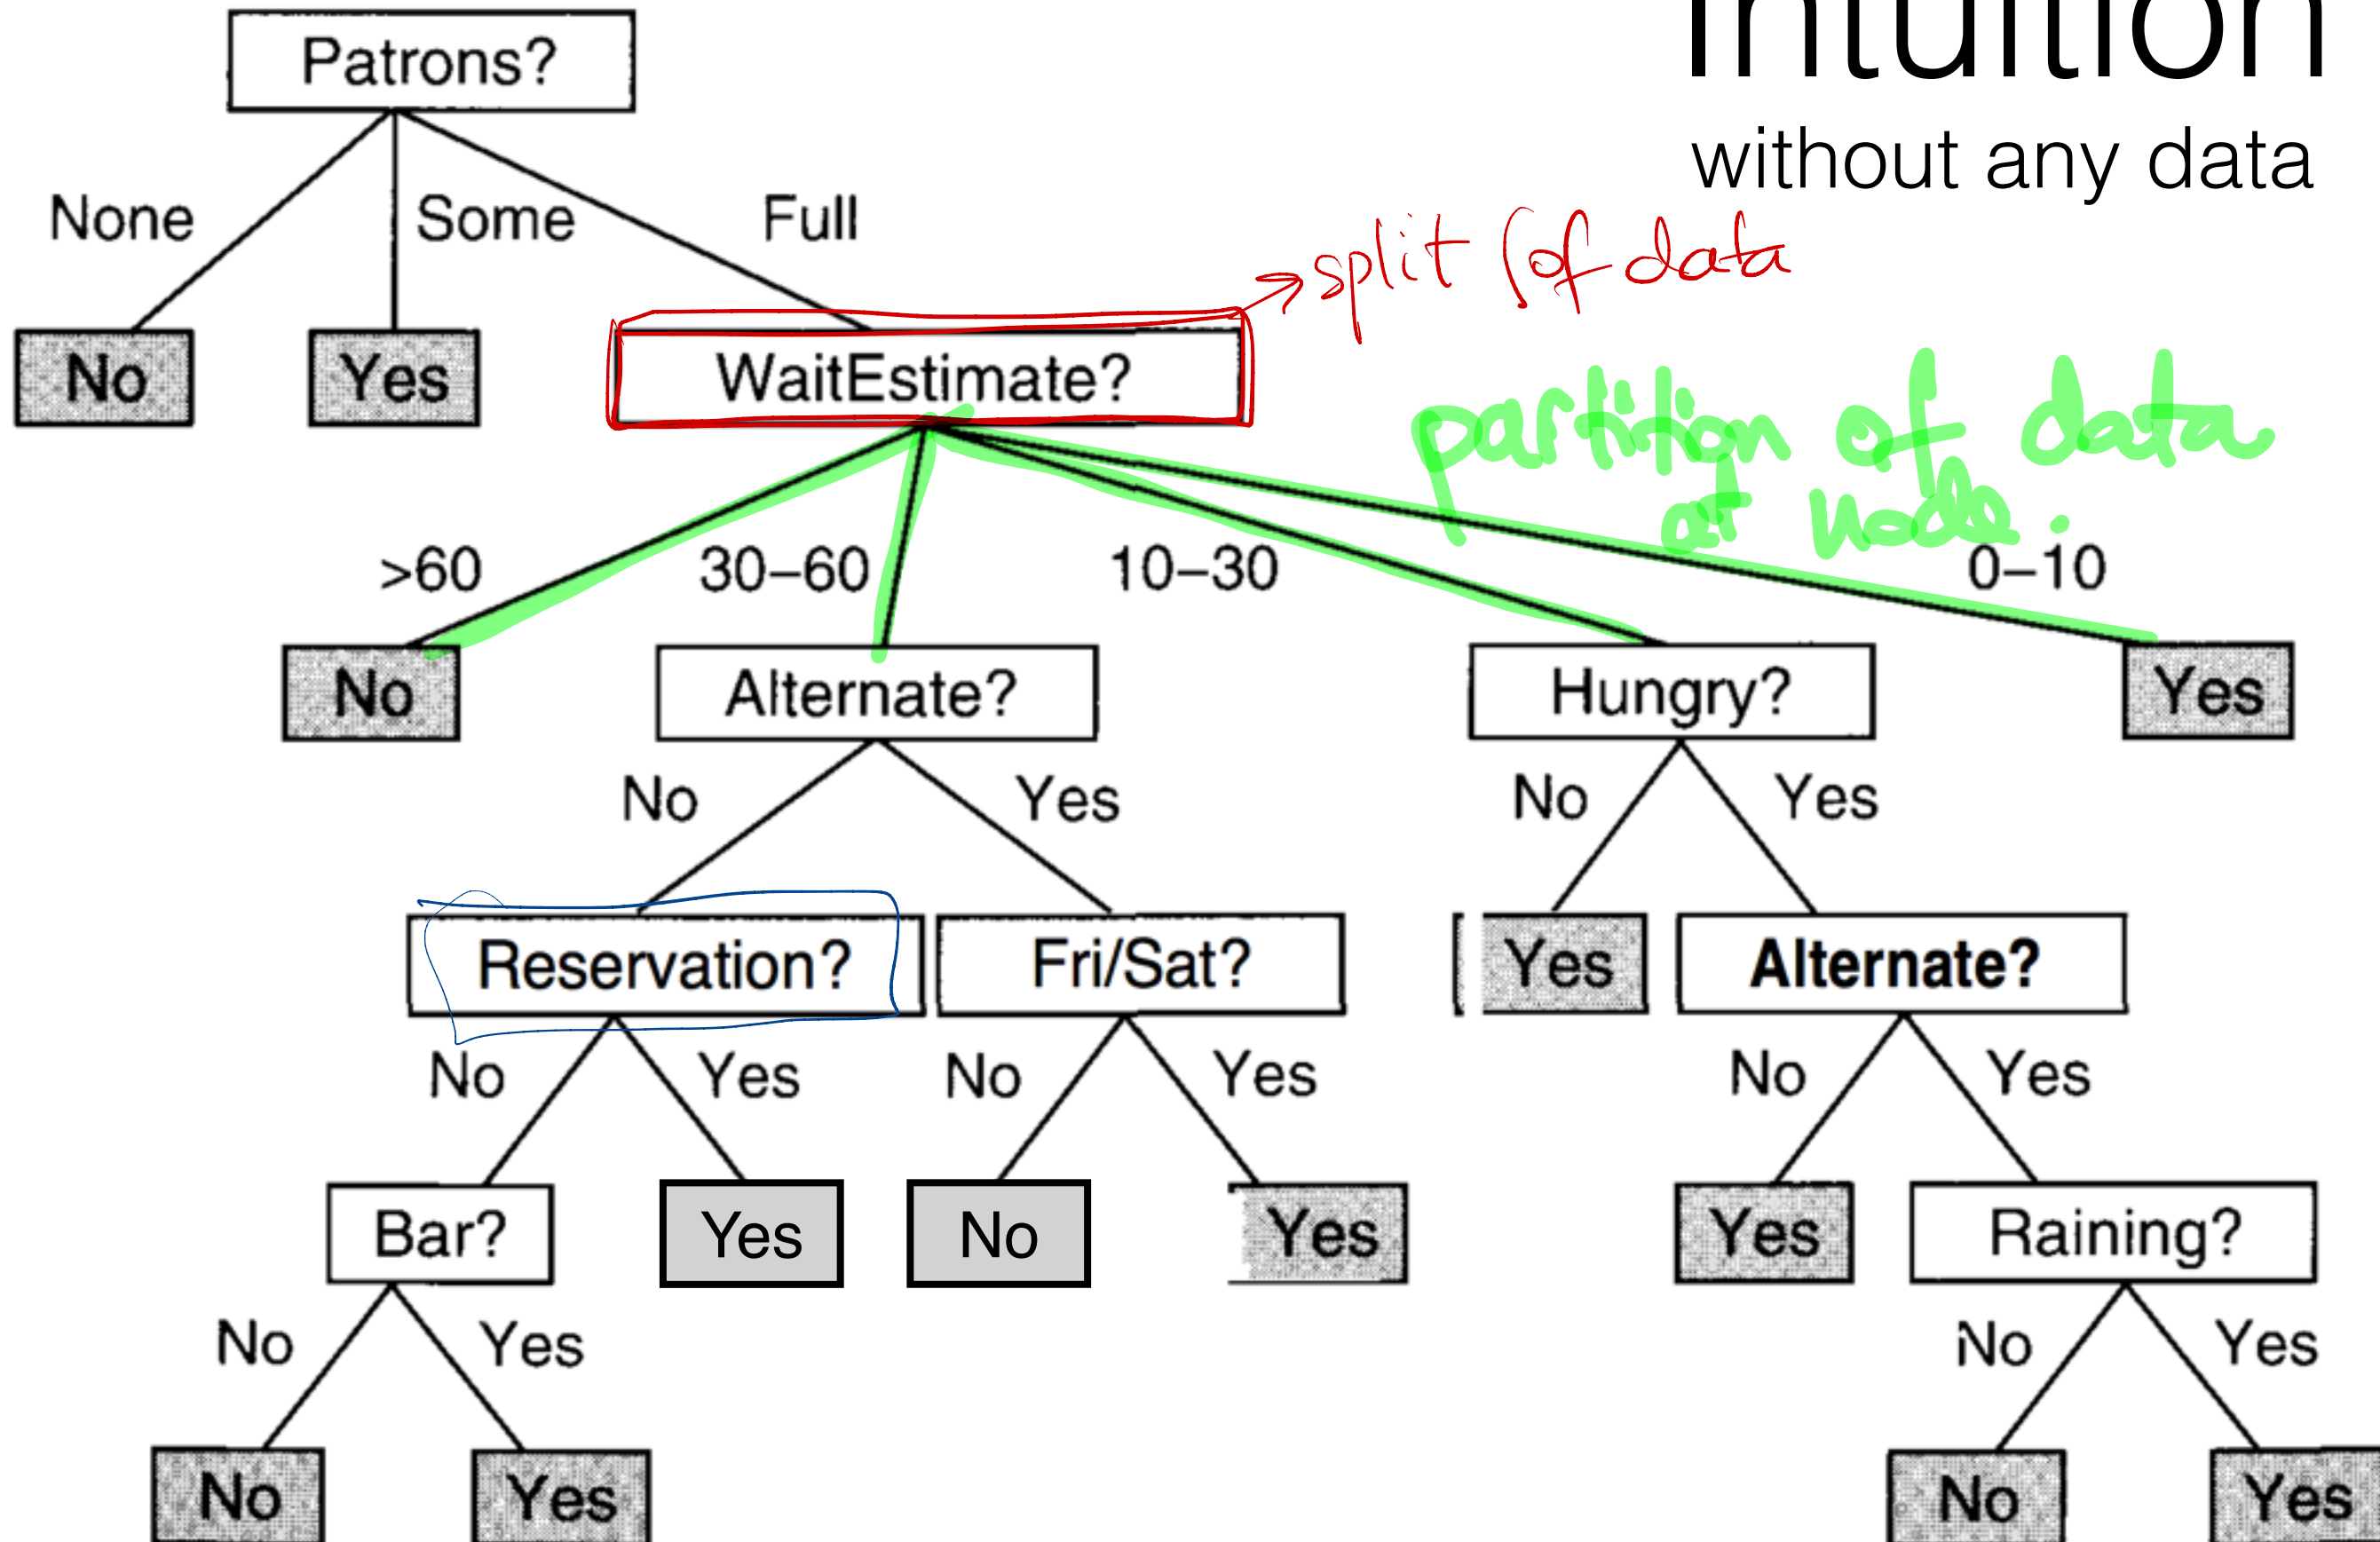 Intuition
without any data
Patrons?
None
Some
Full
split of data
No
Yes
WaitEstimate?
partition of data
at node.
>60
30–60
10–30
0–10
No
Alternate?
Hungry?
Yes
No
Yes
No
Yes
Reservation?
Fri/Sat?
Yes
Alternate?
No
Yes
No
Yes
No
Yes
Bar?
Yes
No
Yes
Yes
Raining?
No
Yes
No
Yes
No
Yes
No
Yes